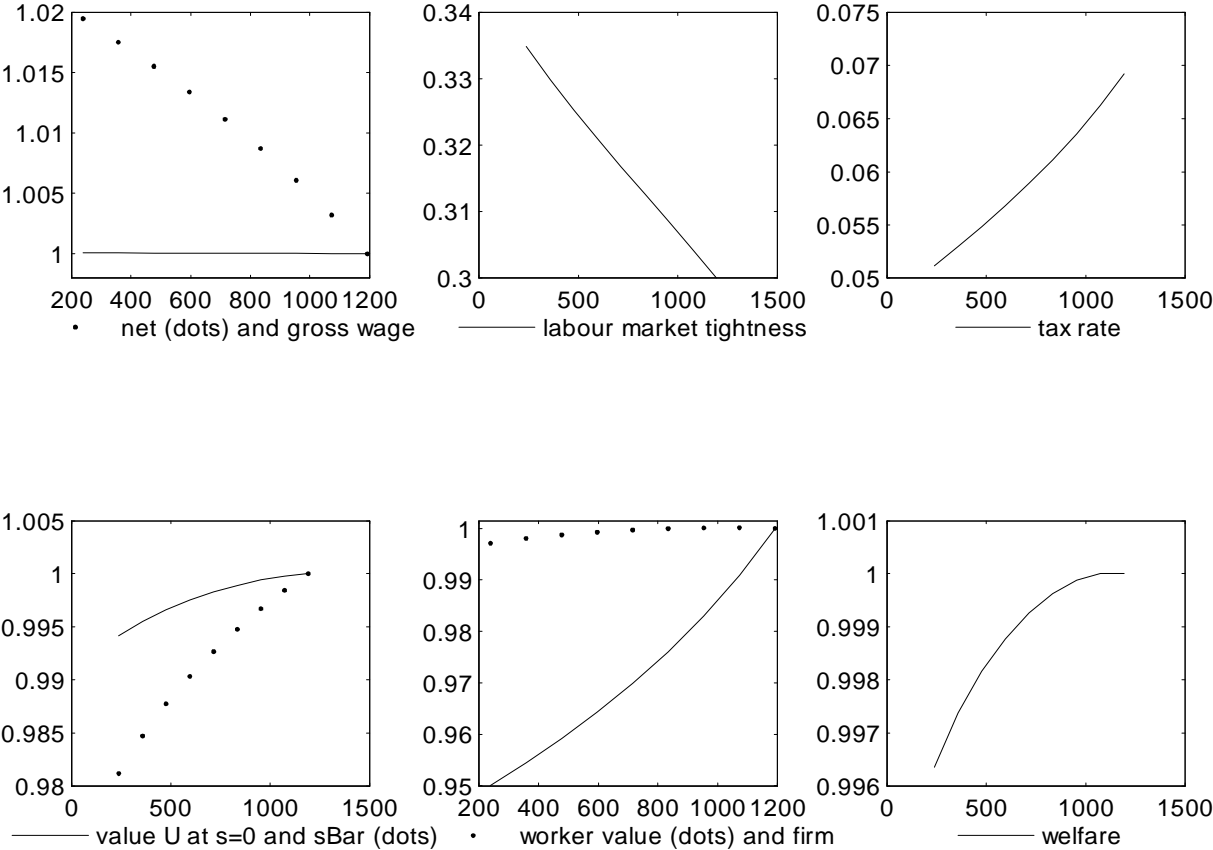 1.02
1.015
1.01
1.005
1
200 400 600 800 1000 1200
net (dots) and gross wage
0.34
0.33
0.32
0.31
0.3
0 500 1000 1500
labour market tightness
0.075
0.07
0.065
0.06
0.055
0.05
0 500 1000 1500
tax rate
1.005
1
0.995
0.99
0.985
0.98
0 500 1000 1500
value U at s=0 and sBar (dots)
1
0.99
0.98
0.97
0.96
0.95
200 400 600 800 1000 1200
worker value (dots) and firm
1.001
1
0.999
0.998
0.997
0.996
0 500 1000 1500
welfare